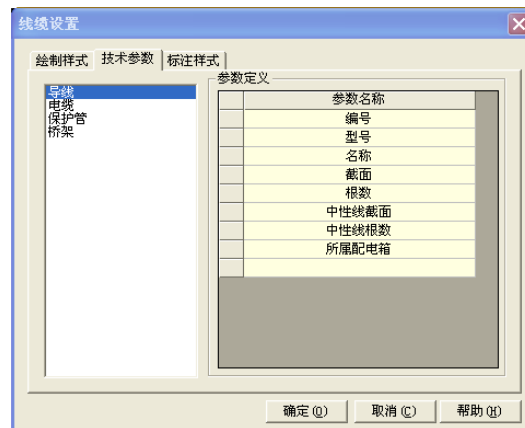 线缆设置
绘制样式 技术参数 标注样式
参数定义
导线
电缆
保护管
桥架
参数名称
编号
型号
名称
截面
根数
中性线截面
中性线根数
所属配电箱
确定(O) 取消(C) 帮助(H)